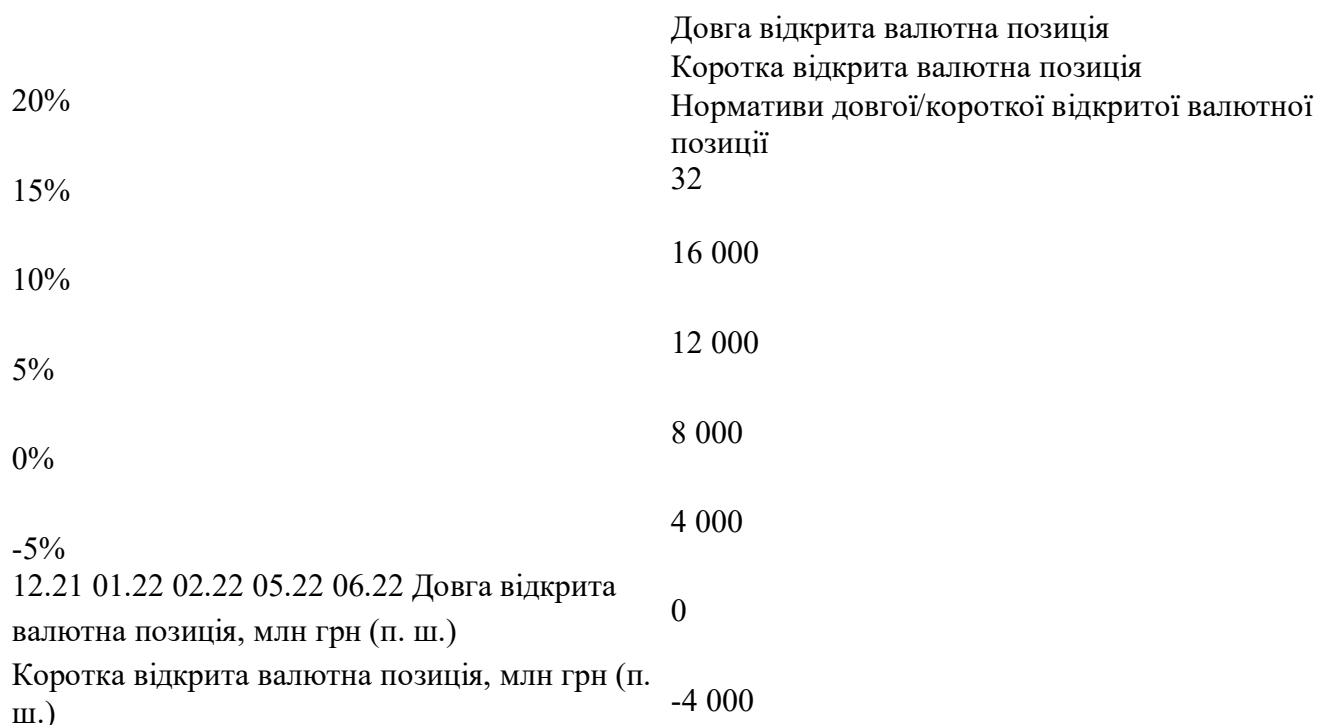 20%
15%
10%
5%
0%
-5%
12.21 01.22 02.22 05.22 06.22 Довга відкрита
валютна позиція, млн грн (п. ш.)
Коротка відкрита валютна позиція, млн грн (п.
ш.)
Довга відкрита валютна позиція
Коротка відкрита валютна позиція
Нормативи довгої/короткої відкритої валютної
позиції
32
16 000
12 000
8 000
4 000
0
-4 000